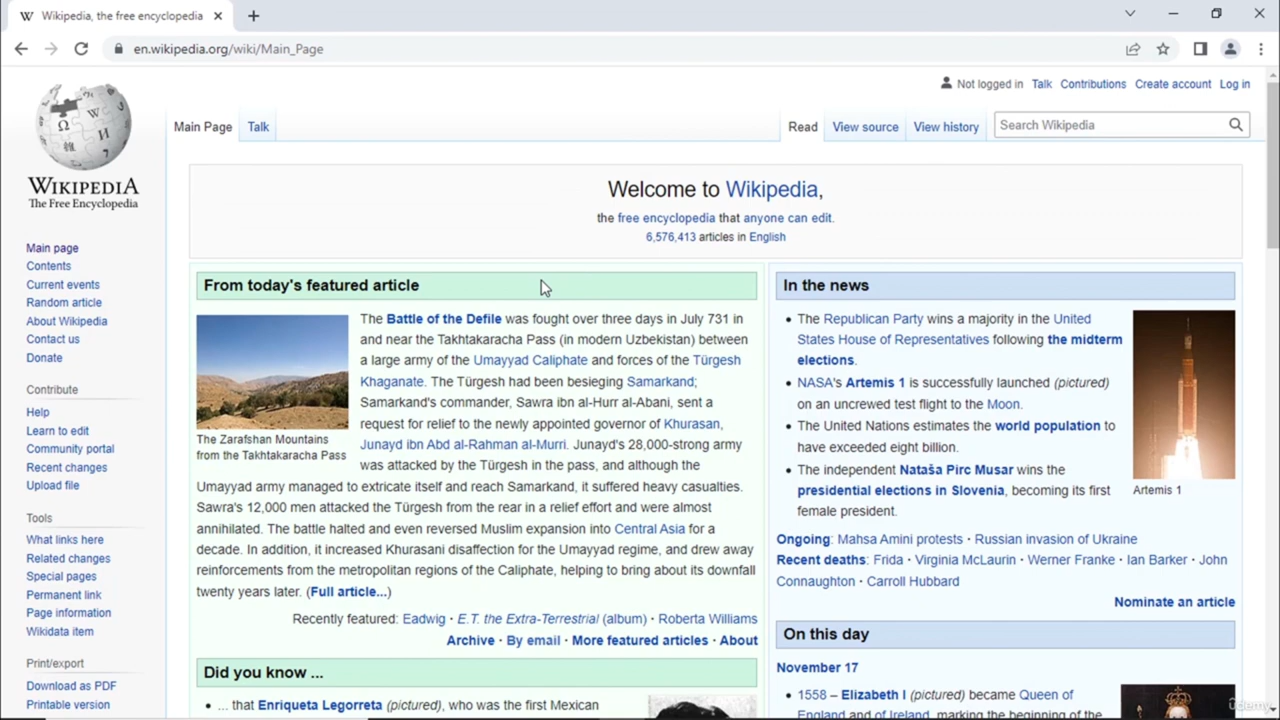 Wikipedia, the free encyclopedia
en.wikipedia.org/wiki/Main_Page
Not logged in Talk Contributions Create account Log in
Main Page Talk Read View source View history Search Wikipedia
WIKIPEDIA
The Free Encyclopedia
Main page
Contents
Current events
Random article
About Wikipedia
Contact us
Donate
Contribute
Help
Learn to edit
Community portal
Recent changes
Upload file
Tools
What links here
Related changes
Special pages
Permanent link
Page information
Wikidata item
Print/export
Download as PDF
Printable version
Welcome to Wikipedia,
the free encyclopedia that anyone can edit.
6,576,413 articles in English
From today's featured article
The Zarafshan Mountains
from the Takhtakaracha Pass
The Battle of the Defile was fought over three days in July 731 in
and near the Takhtakaracha Pass (in modern Uzbekistan) between
a large army of the Umayyad Caliphate and forces of the Türgesh
Khaganate. The Türgesh had been besieging Samarkand;
Samarkand's commander, Sawra ibn al-Hurr al-Abani, sent a
request for relief to the newly appointed governor of Khurasan,
Junayd ibn Abd al-Rahman al-Murri. Junayd's 28,000-strong army
was attacked by the Türgesh in the pass, and although the
Umayyad army managed to extricate itself and reach Samarkand, it suffered heavy casualties.
Sawra's 12,000 men attacked the Türgesh from the rear in a relief effort and were almost
annihilated. The battle halted and even reversed Muslim expansion into Central Asia for a
decade. In addition, it increased Khurasani disaffection for the Umayyad regime, and drew away
reinforcements from the metropolitan regions of the Caliphate, helping to bring about its downfall
twenty years later. (Full article...)
Recently featured: Eadwig · E.T. the Extra-Terrestrial (album) · Roberta Williams
Archive · By email · More featured articles · About
Did you know ...
• ... that Enriqueta Legorreta (pictured), who was the first Mexican
In the news
• The Republican Party wins a majority in the United
States House of Representatives following the midterm
elections.
• NASA's Artemis 1 is successfully launched (pictured)
on an uncrewed test flight to the Moon.
• The United Nations estimates the world population to
have exceeded eight billion.
• The independent Nataša Pirc Musar wins the
presidential elections in Slovenia, becoming its first
female president.
Artemis 1
Ongoing: Mahsa Amini protests · Russian invasion of Ukraine
Recent deaths: Frida · Virginia McLaurin · Werner Franke · Ian Barker · John
Connaughton · Carroll Hubbard
Nominate an article
On this day
November 17
• 1558 – Elizabeth I (pictured) became Queen of
England and of Ireland, marking the beginning of the
ûdemy